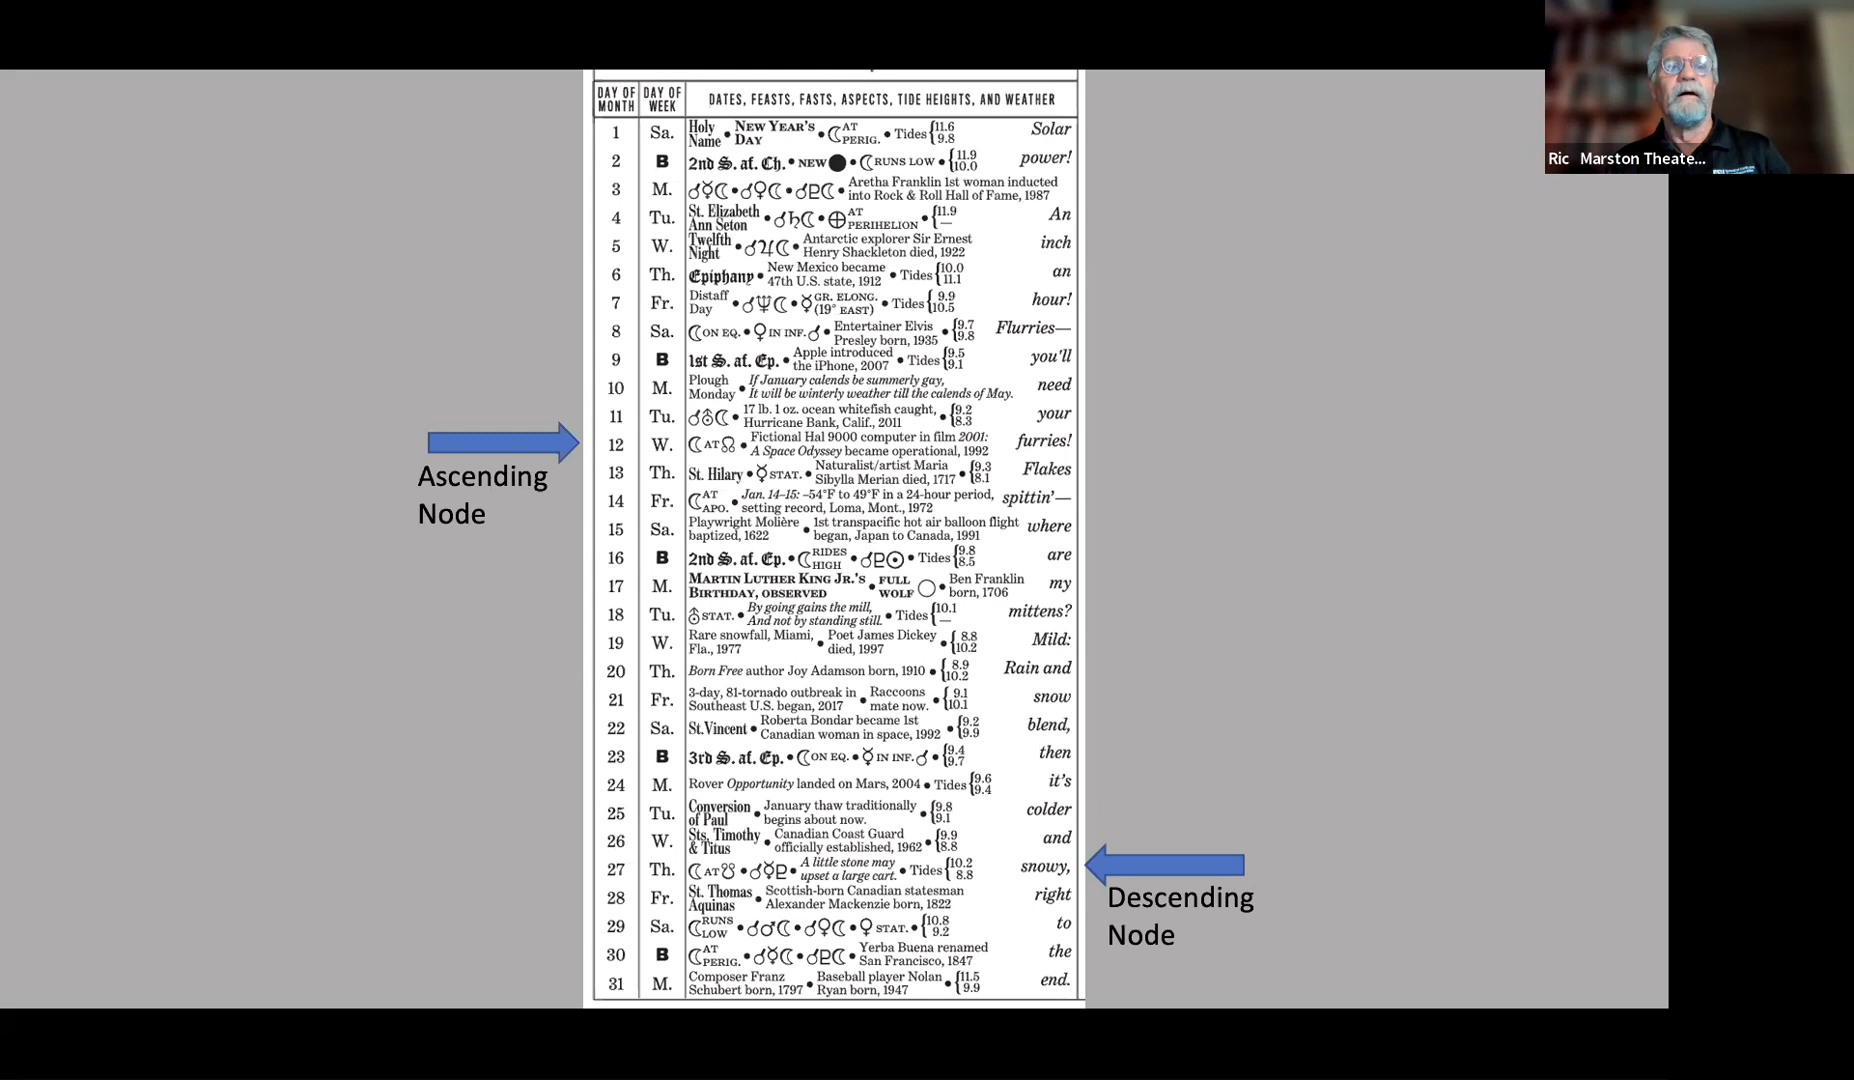 DAY OF MONTH DAY OF WEEK DATES, FEASTS, FASTS, ASPECTS, TIDE HEIGHTS, AND WEATHER
1 Sa. Holy Name • NEW YEAR'S DAY • ☾ AT PERIG. • Tides {11.6 9.8 Solar
2 B 2nd S. af. Ch. • NEW ● • ☾ RUNS LOW • {11.9 10.0 power!
3 M. ☌☿☾ • ☌♀☾ • ☌♇☾ • Aretha Franklin 1st woman inducted into Rock & Roll Hall of Fame, 1987
4 Tu. St. Elizabeth Ann Seton • ☌♄☾ • ⊕ AT PERIHELION • {11.9 — An
5 W. Twelfth Night • ☌♃☾ • Antarctic explorer Sir Ernest Henry Shackleton died, 1922 inch
6 Th. Epiphany • New Mexico became 47th U.S. state, 1912 • Tides {10.0 11.1 an
7 Fr. Distaff Day • ☌♆☾ • ☿ GR. ELONG. (19° EAST) • Tides {9.9 10.5 hour!
8 Sa. ☾ ON EQ. • ♀ IN INF. ☌ • Entertainer Elvis Presley born, 1935 • {9.7 9.8 Flurries—
9 B 1st S. af. Ep. • Apple introduced the iPhone, 2007 • Tides {9.5 9.1 you'll
10 M. Plough Monday • If January calends be summerly gay, It will be winterly weather till the calends of May. need
11 Tu. ☌⛢☾ • 17 lb. 1 oz. ocean whitefish caught, Hurricane Bank, Calif., 2011 • {9.2 8.3 your
12 W. ☾ AT ☊ • Fictional Hal 9000 computer in film 2001: A Space Odyssey became operational, 1992 furries!
13 Th. St. Hilary • ☿ STAT. • Naturalist/artist Maria Sibylla Merian died, 1717 • {9.3 8.1 Flakes
14 Fr. ☾ AT APO. • Jan. 14–15: –54°F to 49°F in a 24-hour period, setting record, Loma, Mont., 1972 spittin'—
15 Sa. Playwright Molière baptized, 1622 • 1st transpacific hot air balloon flight began, Japan to Canada, 1991 where
16 B 2nd S. af. Ep. • ☾ RIDES HIGH • ☌♇☉ • Tides {9.8 8.5 are
17 M. MARTIN LUTHER KING JR.'S BIRTHDAY, OBSERVED • FULL WOLF ○ • Ben Franklin born, 1706 my
18 Tu. ⛢ STAT. • By going gains the mill, And not by standing still. • Tides {10.1 — mittens?
19 W. Rare snowfall, Miami, Fla., 1977 • Poet James Dickey died, 1997 • {8.8 10.2 Mild:
20 Th. Born Free author Joy Adamson born, 1910 • {8.9 10.2 Rain and
21 Fr. 3-day, 81-tornado outbreak in Southeast U.S. began, 2017 • Raccoons mate now. • {9.1 10.1 snow
22 Sa. St. Vincent • Roberta Bondar became 1st Canadian woman in space, 1992 • {9.2 9.9 blend,
23 B 3rd S. af. Ep. • ☾ ON EQ. • ☿ IN INF. ☌ • {9.4 9.7 then
24 M. Rover Opportunity landed on Mars, 2004 • Tides {9.6 9.4 it's
25 Tu. Conversion of Paul • January thaw traditionally begins about now. • {9.8 9.1 colder
26 W. Sts. Timothy & Titus • Canadian Coast Guard officially established, 1962 • {9.9 8.8 and
27 Th. ☾ AT ☋ • ☌☿♇ • A little stone may upset a large cart. • Tides {10.2 8.8 snowy,
28 Fr. St. Thomas Aquinas • Scottish-born Canadian statesman Alexander Mackenzie born, 1822 right
29 Sa. ☾ RUNS LOW • ☌♂☾ • ☌♀☾ • ♀ STAT. • {10.8 9.2 to
30 B ☾ AT PERIG. • ☌☿☾ • ☌♇☾ • Yerba Buena renamed San Francisco, 1847 the
31 M. Composer Franz Schubert born, 1797 • Baseball player Nolan Ryan born, 1947 • {11.5 9.9 end.
Ascending
Node
Descending
Node
Ric Marston Theate...